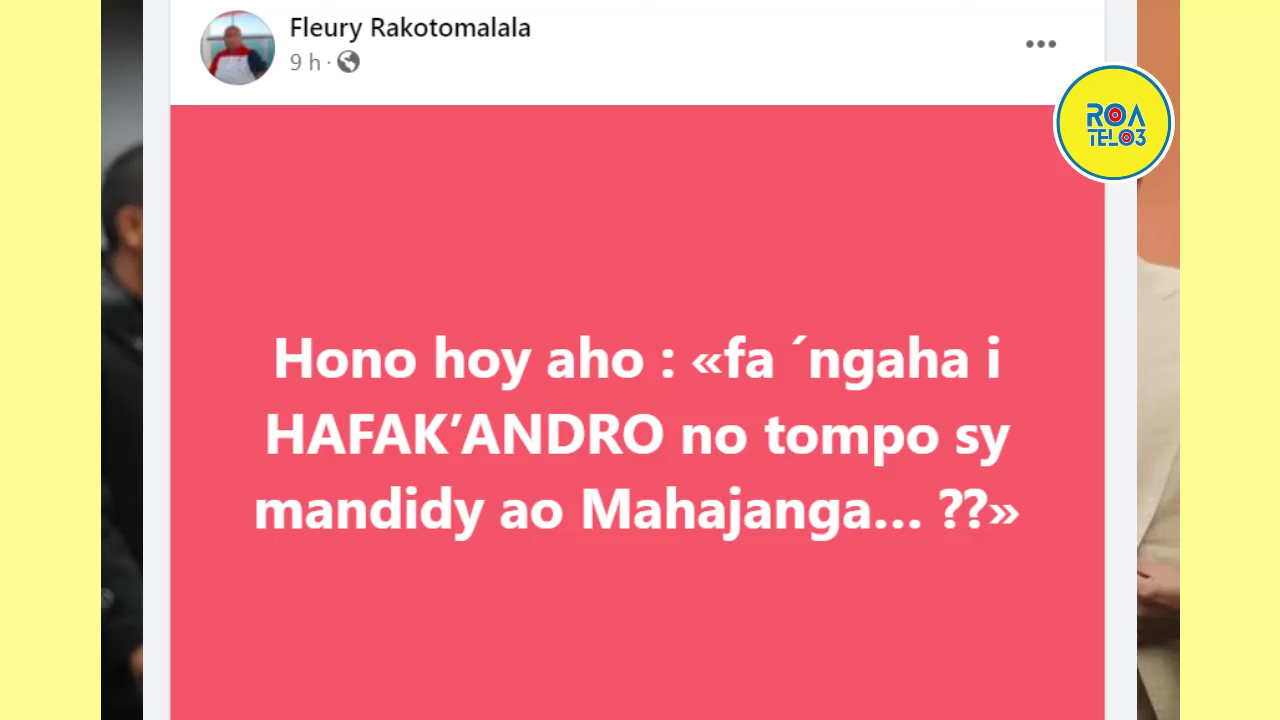 Fleury Rakotomalala
9 h ·
ROA
TELO3
Hono hoy aho : «fa ´ngaha i
HAFAK’ANDRO no tompo sy
mandidy ao Mahajanga... ??»